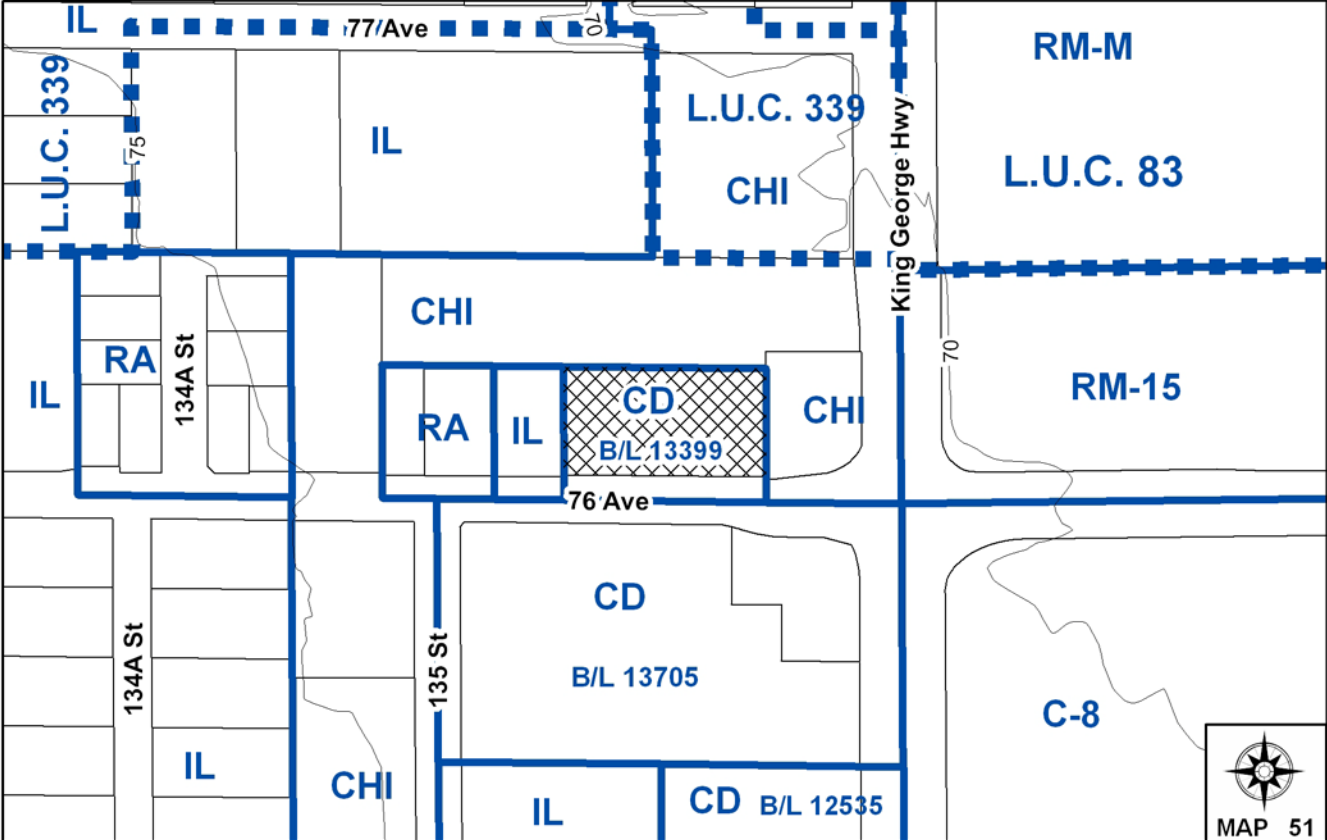 IL
77 Ave
70
RM-M
L.U.C. 339
L.U.C. 339
75
IL
CHI
L.U.C. 83
King George Hwy
CHI
RA
134A St
IL
70
RM-15
RA
IL
CD
B/L 13399
CHI
76 Ave
CD
134A St
135 St
B/L 13705
C-8
IL
CHI
IL
CD B/L 12535
MAP 51